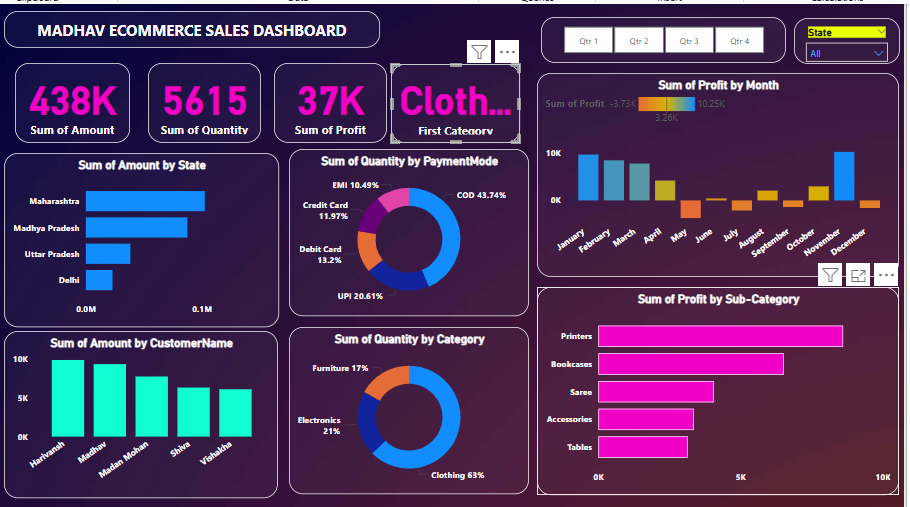 MADHAV ECOMMERCE SALES DASHBOARD
Qtr 1
Qtr 2
Qtr 3
Qtr 4
State
All
438K
Sum of Amount
5615
Sum of Quantity
37K
Sum of Profit
Cloth...
First Category
Sum of Profit by Month
Sum of Profit -3.73K 10.25K
3.26K
10K
0K
January
February
March
April
May
June
July
August
September
October
November
December
Sum of Amount by State
Maharashtra
Madhya Pradesh
Uttar Pradesh
Delhi
0.0M 0.1M
Sum of Quantity by PaymentMode
EMI 10.49%
COD 43.74%
Credit Card
11.97%
Debit Card
13.2%
UPI 20.61%
Sum of Profit by Sub-Category
Printers
Bookcases
Saree
Accessories
Tables
0K 5K 10K
Sum of Amount by CustomerName
10K
5K
0K
Harivansh
Madhav
Madan Mohan
Shiva
Vishakha
Sum of Quantity by Category
Furniture 17%
Electronics
21%
Clothing 63%